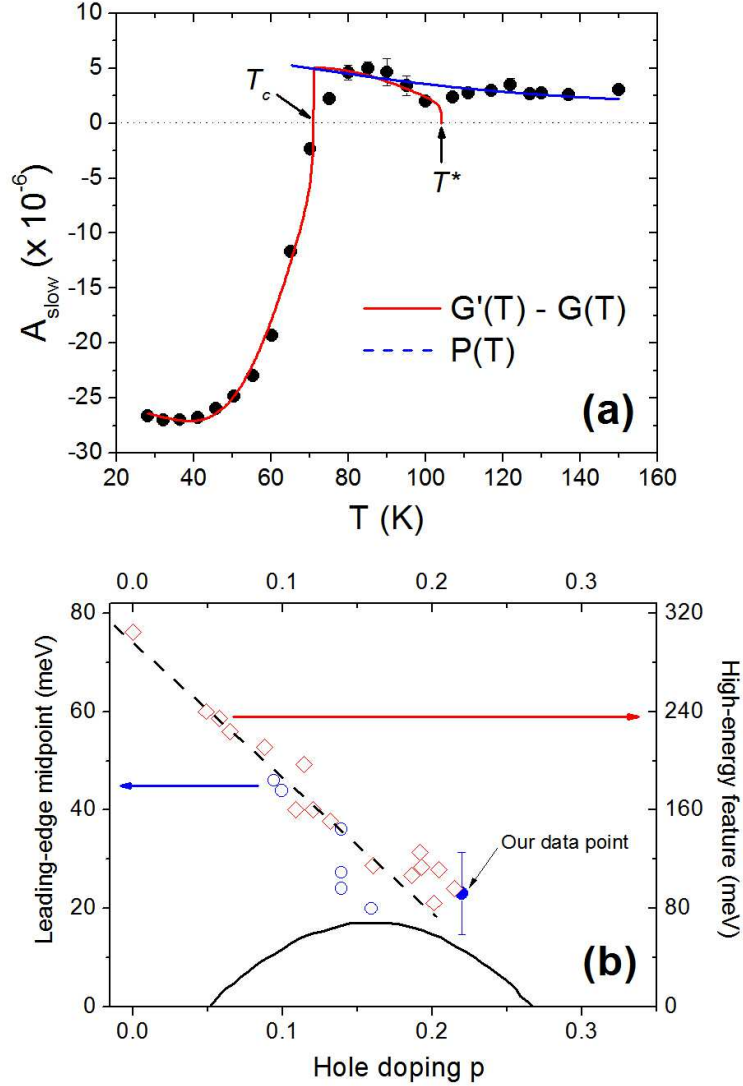 10
5
0
-5
-10
-15
-20
-25
-30
A_slow (x 10^-6)
T_c
T*
G'(T) - G(T)
P(T)
(a)
20 40 60 80 100 120 140 160
T (K)
0.0 0.1 0.2 0.3
80
60
40
20
0
Leading-edge midpoint (meV)
320
240
160
80
0
High-energy feature (meV)
Our data point
(b)
0.0 0.1 0.2 0.3
Hole doping p